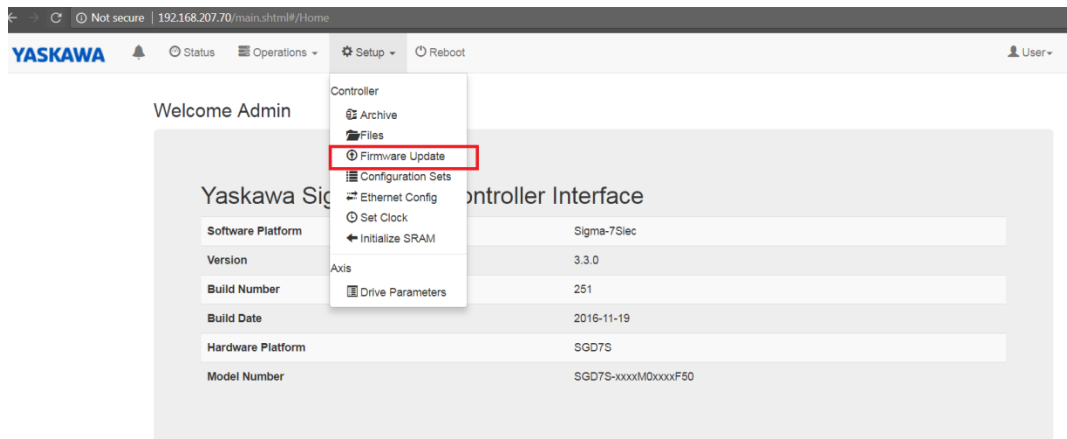 Not secure | 192.168.207.70/main.shtml#/Home
YASKAWA Status Operations Setup Reboot User
Controller
Welcome Admin
Archive
Files
Firmware Update
Configuration Sets
Yaskawa Sig ontroller Interface
Ethernet Config
Set Clock
Software Platform Sigma-7Siec
Initialize SRAM
Version 3.3.0
Axis
Build Number 251
Drive Parameters
Build Date 2016-11-19
Hardware Platform SGD7S
Model Number SGD7S-xxxxM0xxxxF50